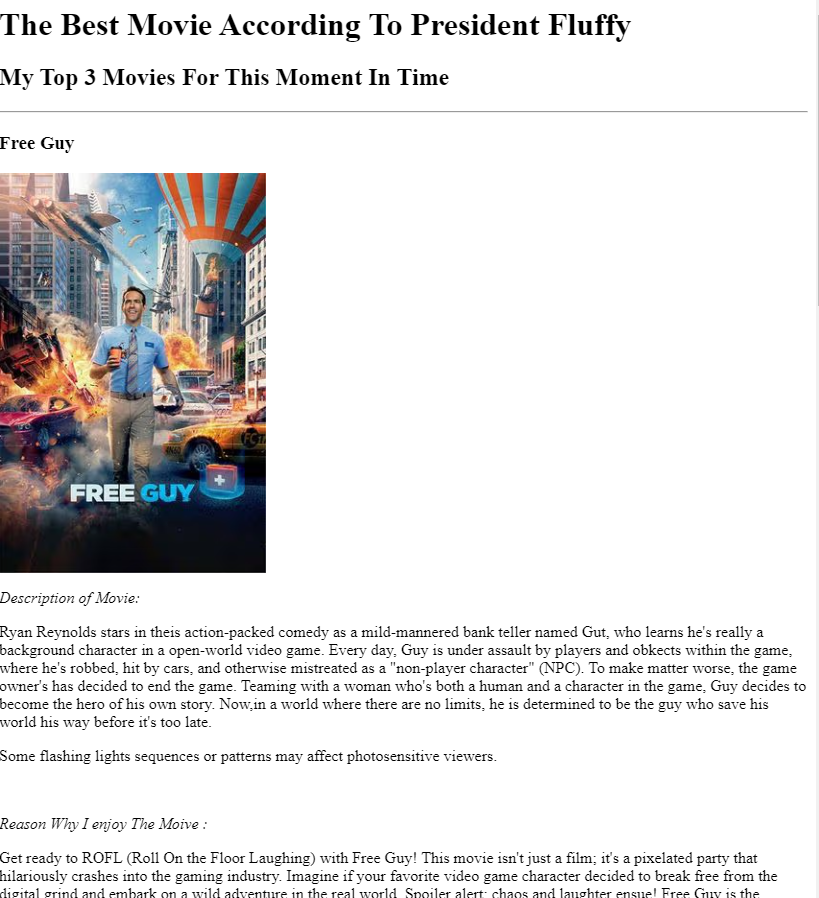 The Best Movie According To President Fluffy
My Top 3 Movies For This Moment In Time
Free Guy
FREE GUY
Description of Movie:
Ryan Reynolds stars in theis action-packed comedy as a mild-mannered bank teller named Gut, who learns he's really a
background character in a open-world video game. Every day, Guy is under assault by players and obkects within the game,
where he's robbed, hit by cars, and otherwise mistreated as a "non-player character" (NPC). To make matter worse, the game
owner's has decided to end the game. Teaming with a woman who's both a human and a character in the game, Guy decides to
become the hero of his own story. Now,in a world where there are no limits, he is determined to be the guy who save his
world his way before it's too late.
Some flashing lights sequences or patterns may affect photosensitive viewers.
Reason Why I enjoy The Moive :
Get ready to ROFL (Roll On the Floor Laughing) with Free Guy! This movie isn't just a film; it's a pixelated party that
hilariously crashes into the gaming industry. Imagine if your favorite video game character decided to break free from the
digital grind and embark on a wild adventure in the real world. Spoiler alert: chaos and laughter ensue! Free Guy is the